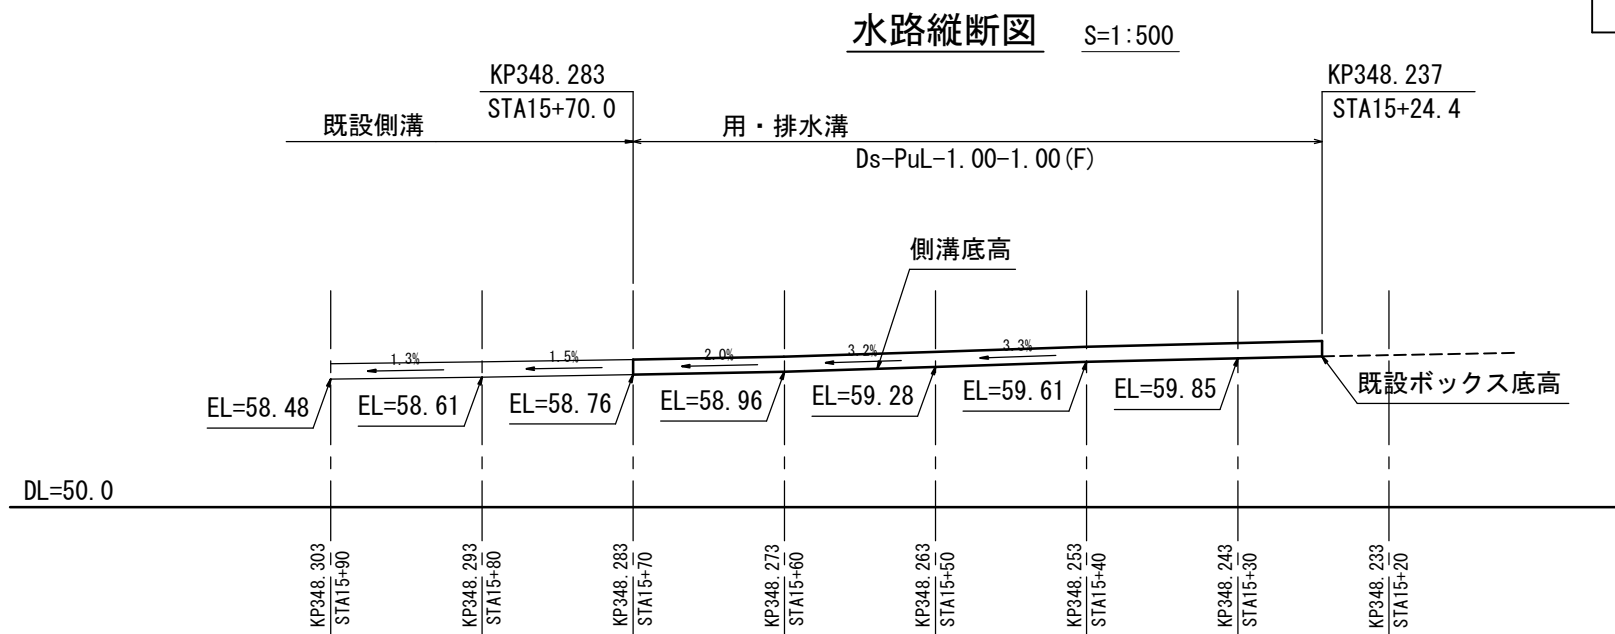 水路縦断図 S=1:500
KP348.283
STA15+70.0
KP348.237
STA15+24.4
既設側溝
用・排水溝
Ds-PuL-1.00-1.00(F)
側溝底高
1.3%
1.5%
2.0%
3.2%
3.3%
EL=58.48
EL=58.61
EL=58.76
EL=58.96
EL=59.28
EL=59.61
EL=59.85
既設ボックス底高
DL=50.0
KP348.303
STA15+90
KP348.293
STA15+80
KP348.283
STA15+70
KP348.273
STA15+60
KP348.263
STA15+50
KP348.253
STA15+40
KP348.243
STA15+30
KP348.233
STA15+20